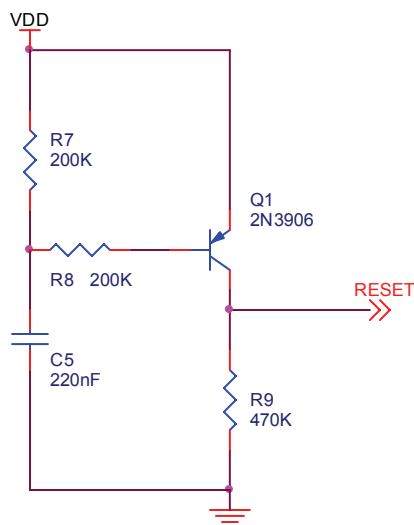 VDD
R7
200K
Q1
2N3906
R8 200K
RESET
C5
220nF
R9
470K